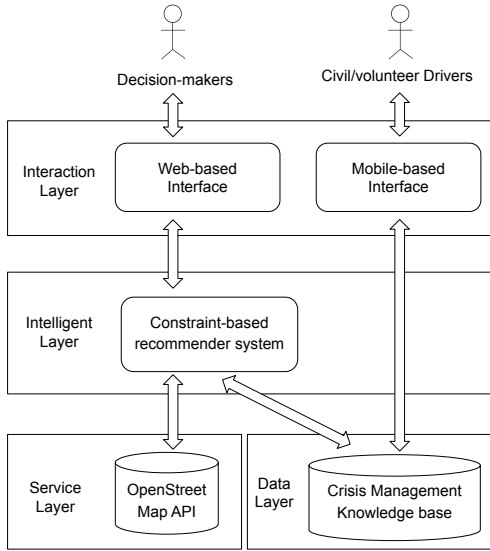 Decision-makers
Civil/volunteer Drivers
Interaction
Layer
Web-based
Interface
Mobile-based
Interface
Intelligent
Layer
Constraint-based
recommender system
Service
Layer
OpenStreet
Map API
Data
Layer
Crisis Management
Knowledge base